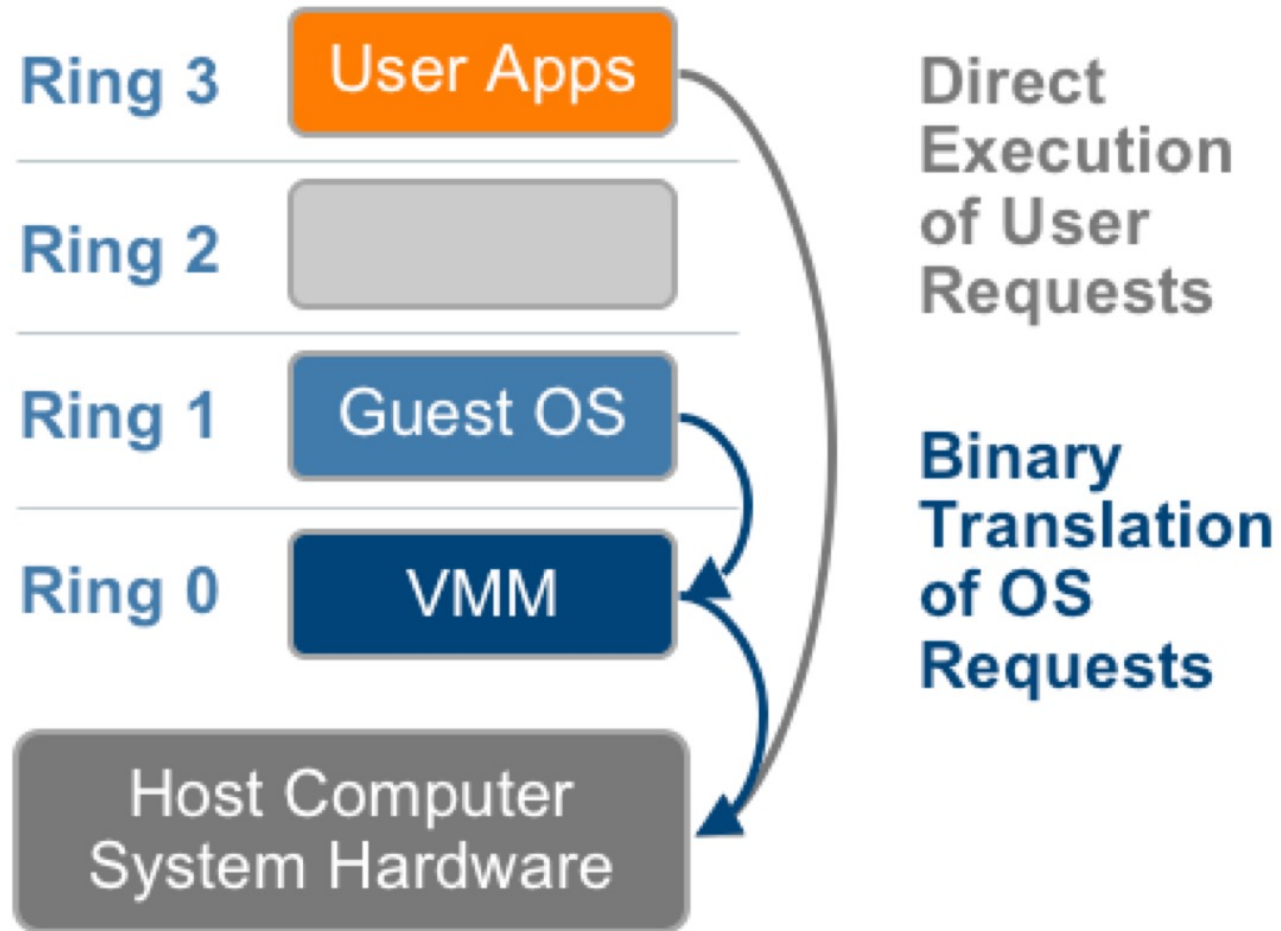 Ring 3
User Apps
Ring 2
Ring 1
Guest OS
Ring 0
VMM
Host Computer
System Hardware
Direct
Execution
of User
Requests
Binary
Translation
of OS
Requests